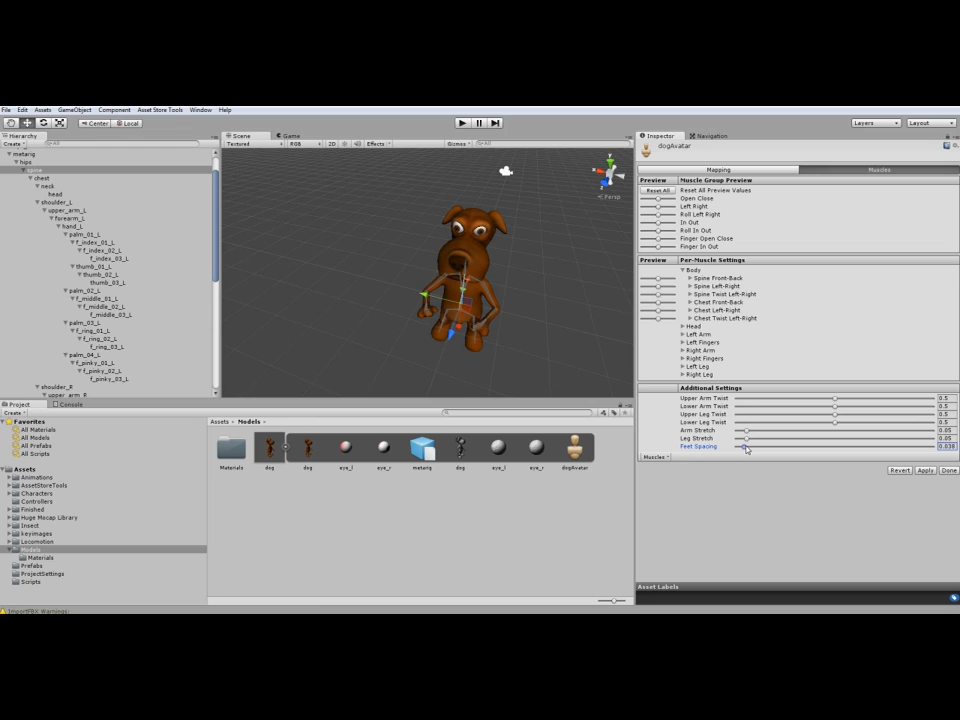 File Edit Assets GameObject Component Asset Store Tools Window Help
Center Local Layers Layout
Hierarchy
Create All
metarig
hips
spine
chest
neck
head
shoulder_L
upper_arm_L
forearm_L
hand_L
palm_01_L
f_index_01_L
f_index_02_L
f_index_03_L
thumb_01_L
thumb_02_L
thumb_03_L
palm_02_L
f_middle_01_L
f_middle_02_L
f_middle_03_L
palm_03_L
f_ring_01_L
f_ring_02_L
f_ring_03_L
palm_04_L
f_pinky_01_L
f_pinky_02_L
f_pinky_03_L
shoulder_R
upper_arm_R
Scene Game
Textured RGB 2D Effects Gizmos All
y
x
z
Persp
Inspector Navigation
dogAvatar
Mapping Muscles
Preview Muscle Group Preview
Reset All Reset All Preview Values
Open Close
Left Right
Roll Left Right
In Out
Roll In Out
Finger Open Close
Finger In Out
Preview Per-Muscle Settings
Body
Spine Front-Back
Spine Left-Right
Spine Twist Left-Right
Chest Front-Back
Chest Left-Right
Chest Twist Left-Right
Head
Left Arm
Left Fingers
Right Arm
Right Fingers
Left Leg
Right Leg
Additional Settings
Upper Arm Twist 0.5
Lower Arm Twist 0.5
Upper Leg Twist 0.5
Lower Leg Twist 0.5
Arm Stretch 0.05
Leg Stretch 0.05
Feet Spacing 0.038
Muscles
Revert Apply Done
Asset Labels
Project Console
Create
Favorites
All Materials
All Models
All Prefabs
All Scripts
Assets
Animations
AssetStoreTools
Characters
Controllers
Finished
Huge Mocap Library
Insect
keyimages
Locomotion
Models
Materials
Prefabs
ProjectSettings
Scripts
Assets Models
Materials dog dog eye_l eye_r metarig dog eye_l eye_r dogAvatar
ImportFBX Warnings: